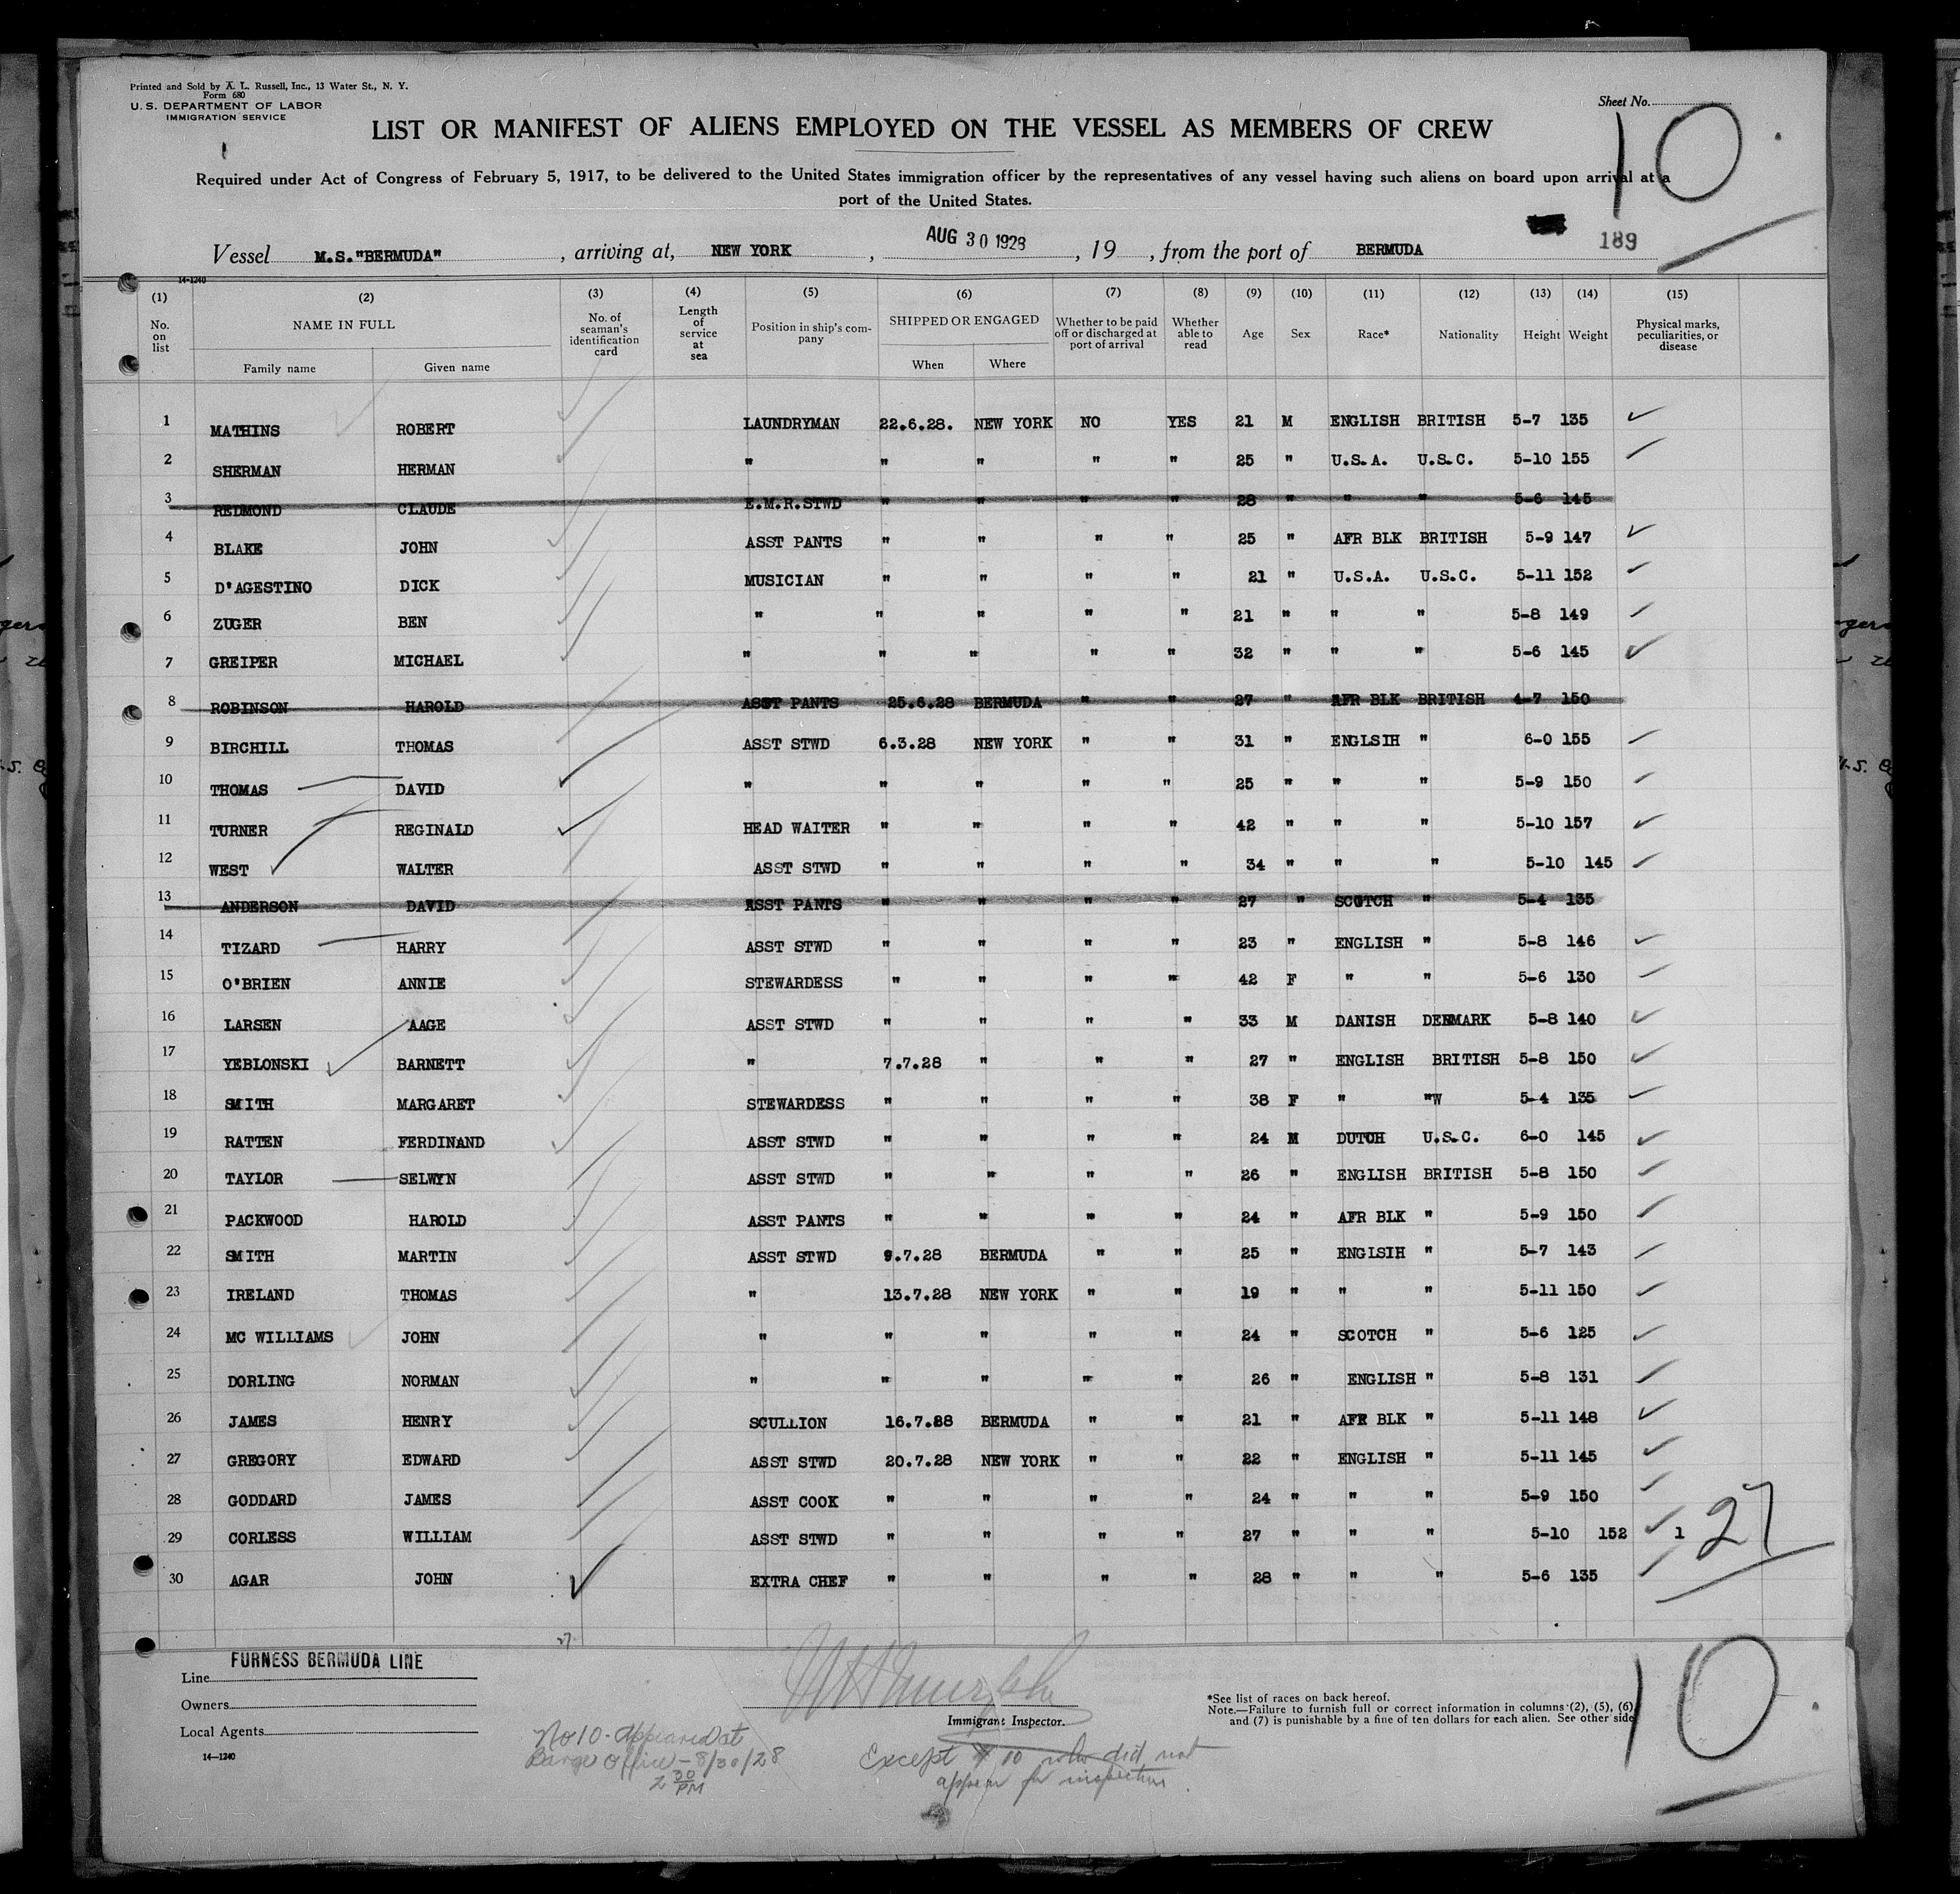 Printed and Sold by A. L. Russell, Inc., 13 Water St., N. Y.
Form 680
U. S. DEPARTMENT OF LABOR
IMMIGRATION SERVICE
Sheet No.
10
LIST OR MANIFEST OF ALIENS EMPLOYED ON THE VESSEL AS MEMBERS OF CREW
Required under Act of Congress of February 5, 1917, to be delivered to the United States immigration officer by the representatives of any vessel having such aliens on board upon arrival at a
port of the United States.
Vessel M.S."BERMUDA" , arriving at, NEW YORK , AUG 30 1928 , 19 , from the port of BERMUDA
189
14-1240
(1) (2) (3) (4) (5) (6) (7) (8) (9) (10) (11) (12) (13) (14) (15)
No. on list NAME IN FULL Family name Given name No. of seaman's identification card Length of service at sea Position in ship's company SHIPPED OR ENGAGED When Where Whether to be paid off or discharged at port of arrival Whether able to read Age Sex Race* Nationality Height Weight Physical marks, peculiarities, or disease
1 MATHINS ROBERT LAUNDRYMAN 22.6.28. NEW YORK NO YES 21 M ENGLISH BRITISH 5-7 135
2 SHERMAN HERMAN " " " " " 25 " U.S.A. U.S.C. 5-10 155
3 REDMOND CLAUDE E.M.R.STWD " " " " 28 " " " 5-6 145
4 BLAKE JOHN ASST PANTS " " " " 25 " AFR BLK BRITISH 5-9 147
5 D'AGESTINO DICK MUSICIAN " " " " 21 " U.S.A. U.S.C. 5-11 152
6 ZUGER BEN " " " " " 21 " " " 5-8 149
7 GREIPER MICHAEL " " " " " 32 " " " 5-6 145
8 ROBINSON HAROLD ASST PANTS 25.6.28 BERMUDA " " 27 " AFR BLK BRITISH 4-7 150
9 BIRCHILL THOMAS ASST STWD 6.3.28 NEW YORK " " 31 " ENGLSIH " 6-0 155
10 THOMAS DAVID " " " " " 25 " " " 5-9 150
11 TURNER REGINALD HEAD WAITER " " " " 42 " " " 5-10 157
12 WEST WALTER ASST STWD " " " " 34 " " " 5-10 145
13 ANDERSON DAVID ASST PANTS " " " " 27 " SCOTCH " 5-4 135
14 TIZARD HARRY ASST STWD " " " " 23 " ENGLISH " 5-8 146
15 O'BRIEN ANNIE STEWARDESS " " " " 42 F " " 5-6 130
16 LARSEN AAGE ASST STWD " " " " 33 M DANISH DENMARK 5-8 140
17 YEBLONSKI BARNETT " 7.7.28 " " " 27 " ENGLISH BRITISH 5-8 150
18 SMITH MARGARET STEWARDESS " " " " 38 F " "W 5-4 135
19 RATTEN FERDINAND ASST STWD " " " " 24 M DUTCH U.S.C. 6-0 145
20 TAYLOR SELWYN ASST STWD " " " " 26 " ENGLISH BRITISH 5-8 150
21 PACKWOOD HAROLD ASST PANTS " " " " 24 " AFR BLK " 5-9 150
22 SMITH MARTIN ASST STWD 9.7.28 BERMUDA " " 25 " ENGLSIH " 5-7 143
23 IRELAND THOMAS " 13.7.28 NEW YORK " " 19 " " " 5-11 150
24 MC WILLIAMS JOHN " " " " " 24 " SCOTCH " 5-6 125
25 DORLING NORMAN " " " " " 26 " ENGLISH " 5-8 131
26 JAMES HENRY SCULLION 16.7.28 BERMUDA " " 21 " AFR BLK " 5-11 148
27 GREGORY EDWARD ASST STWD 20.7.28 NEW YORK " " 22 " ENGLISH " 5-11 145
28 GODDARD JAMES ASST COOK " " " " 24 " " " 5-9 150
29 CORLESS WILLIAM ASST STWD " " " " 27 " " " 5-10 152 1
27
30 AGAR JOHN EXTRA CHEF " " " " 28 " " " 5-6 135
27
Line FURNESS BERMUDA LINE
Owners
Local Agents
14—1240
Immigrant Inspector.
*See list of races on back hereof.
Note.—Failure to furnish full or correct information in columns (2), (5), (6)
and (7) is punishable by a fine of ten dollars for each alien. See other side
10
No 10 - Appeared at
Barge Office - 8/30/28
2 30 PM
Except # 10 who did not
appear for inspection.